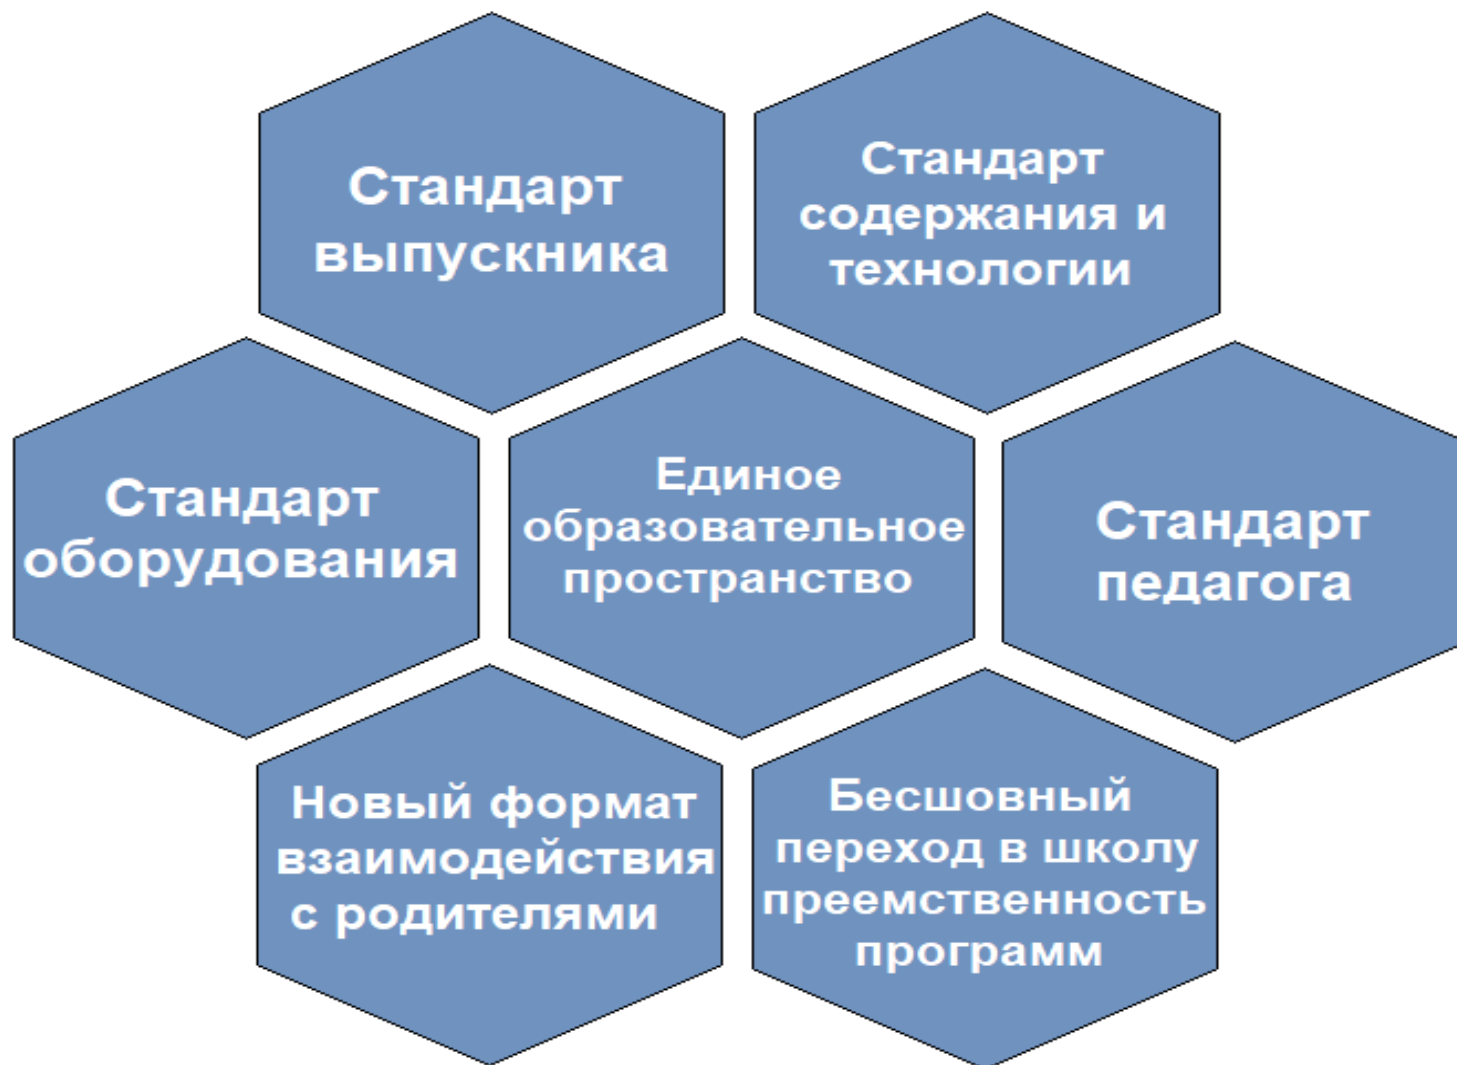 Стандарт
выпускника
Стандарт
содержания и
технологии
Стандарт
оборудования
Единое
образовательное
пространство
Стандарт
педагога
Новый формат
взаимодействия
с родителями
Бесшовный
переход в школу
преемственность
программ